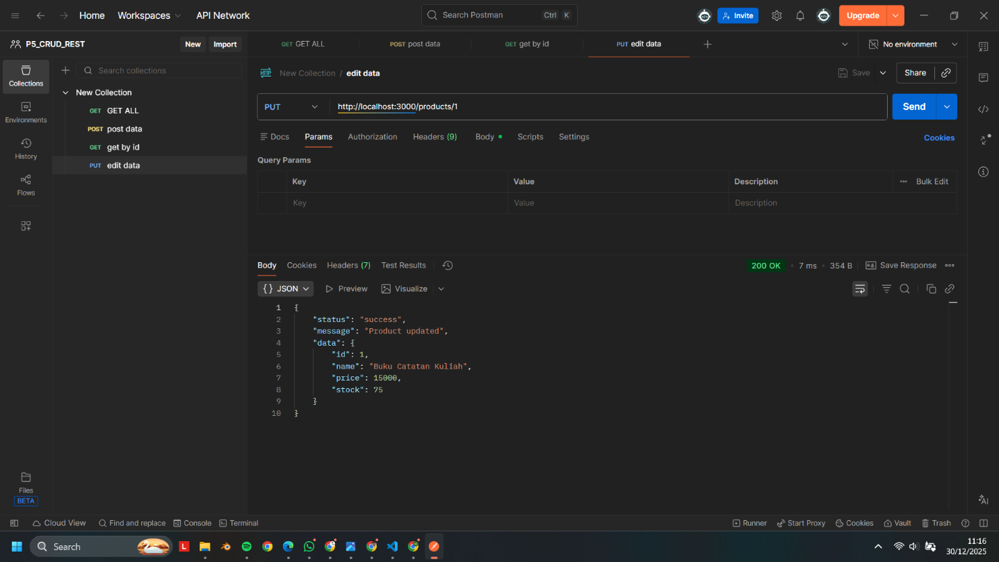 Home Workspaces API Network Search Postman Ctrl K Invite Upgrade
P5_CRUD_REST New Import GET GET ALL POST post data GET get by id PUT edit data No environment
Collections Search collections
New Collection / edit data Save Share
New Collection
GET GET ALL
POST post data
GET get by id
PUT edit data
Environments
History
Flows
PUT http://localhost:3000/products/1 Send
Docs Params Authorization Headers (9) Body Scripts Settings Cookies
Query Params
Key Value Description Bulk Edit
Key Value Description
Body Cookies Headers (7) Test Results 200 OK 7 ms 354 B Save Response
{ } JSON Preview Visualize
1 {
2 "status": "success",
3 "message": "Product updated",
4 "data": {
5 "id": 1,
6 "name": "Buku Catatan Kuliah",
7 "price": 15000,
8 "stock": 75
9 }
10 }
Files
BETA
AI
Cloud View Find and replace Console Terminal Runner Start Proxy Cookies Vault Trash
Search L 11:16
30/12/2025